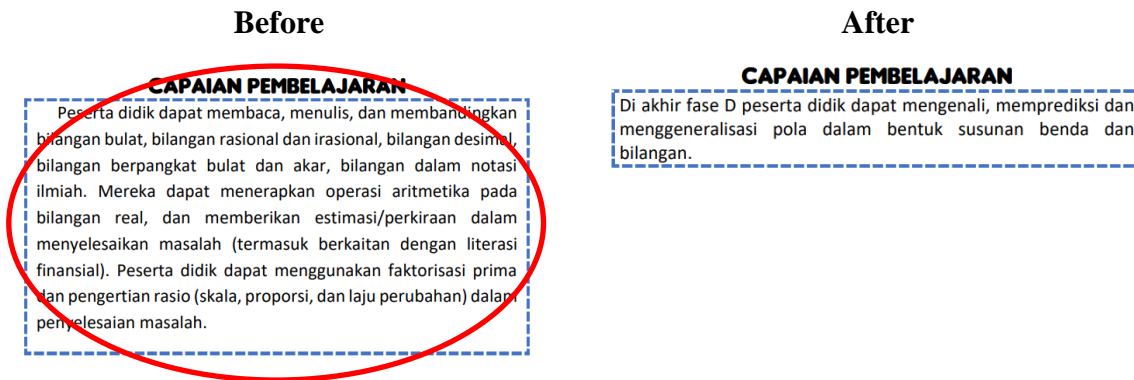 Before
CAPAIAN PEMBELAJARAN
Peserta didik dapat membaca, menulis, dan membandingkan
bilangan bulat, bilangan rasional dan irasional, bilangan desimal,
bilangan berpangkat bulat dan akar, bilangan dalam notasi
ilmiah. Mereka dapat menerapkan operasi aritmetika pada
bilangan real, dan memberikan estimasi/perkiraan dalam
menyelesaikan masalah (termasuk berkaitan dengan literasi
finansial). Peserta didik dapat menggunakan faktorisasi prima
dan pengertian rasio (skala, proporsi, dan laju perubahan) dalam
penyelesaian masalah.
After
CAPAIAN PEMBELAJARAN
Di akhir fase D peserta didik dapat mengenali, memprediksi dan
menggeneralisasi pola dalam bentuk susunan benda dan
bilangan.